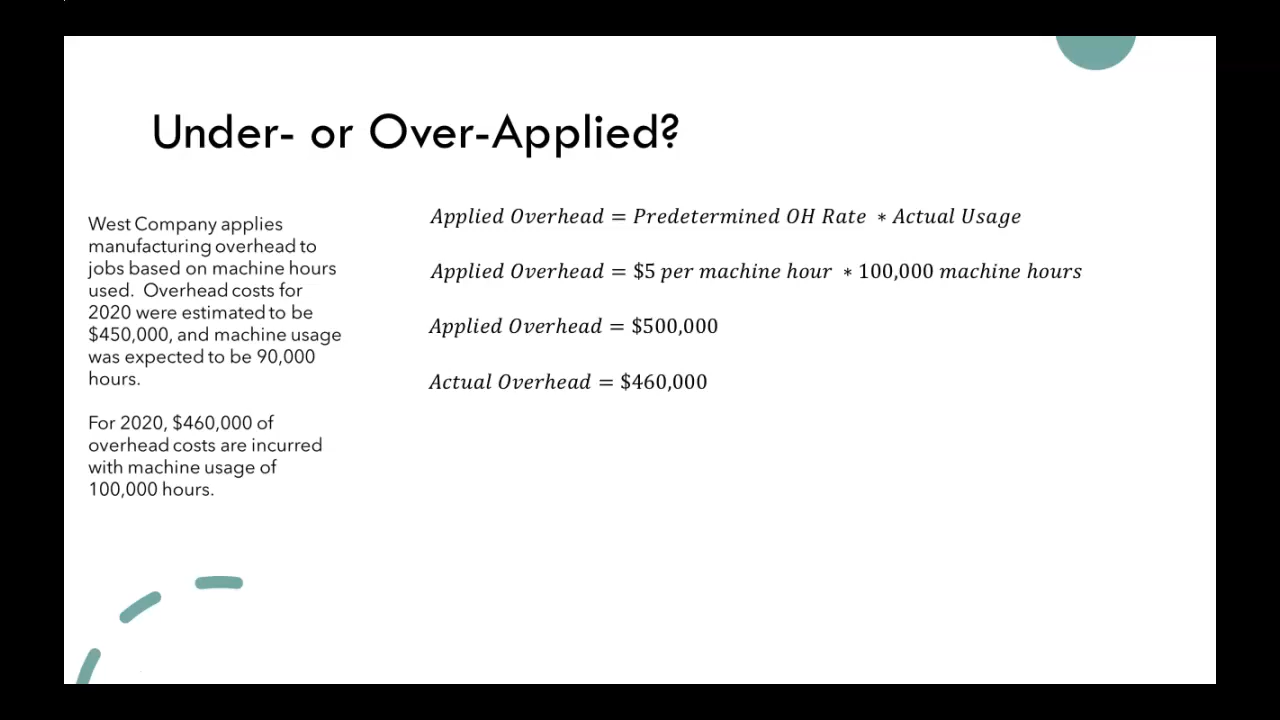 Under- or Over-Applied?
West Company applies
manufacturing overhead to
jobs based on machine hours
used.  Overhead costs for
2020 were estimated to be
$450,000, and machine usage
was expected to be 90,000
hours.
For 2020, $460,000 of
overhead costs are incurred
with machine usage of
100,000 hours.
Applied Overhead = Predetermined OH Rate * Actual Usage
Applied Overhead = $5 per machine hour * 100,000 machine hours
Applied Overhead = $500,000
Actual Overhead = $460,000